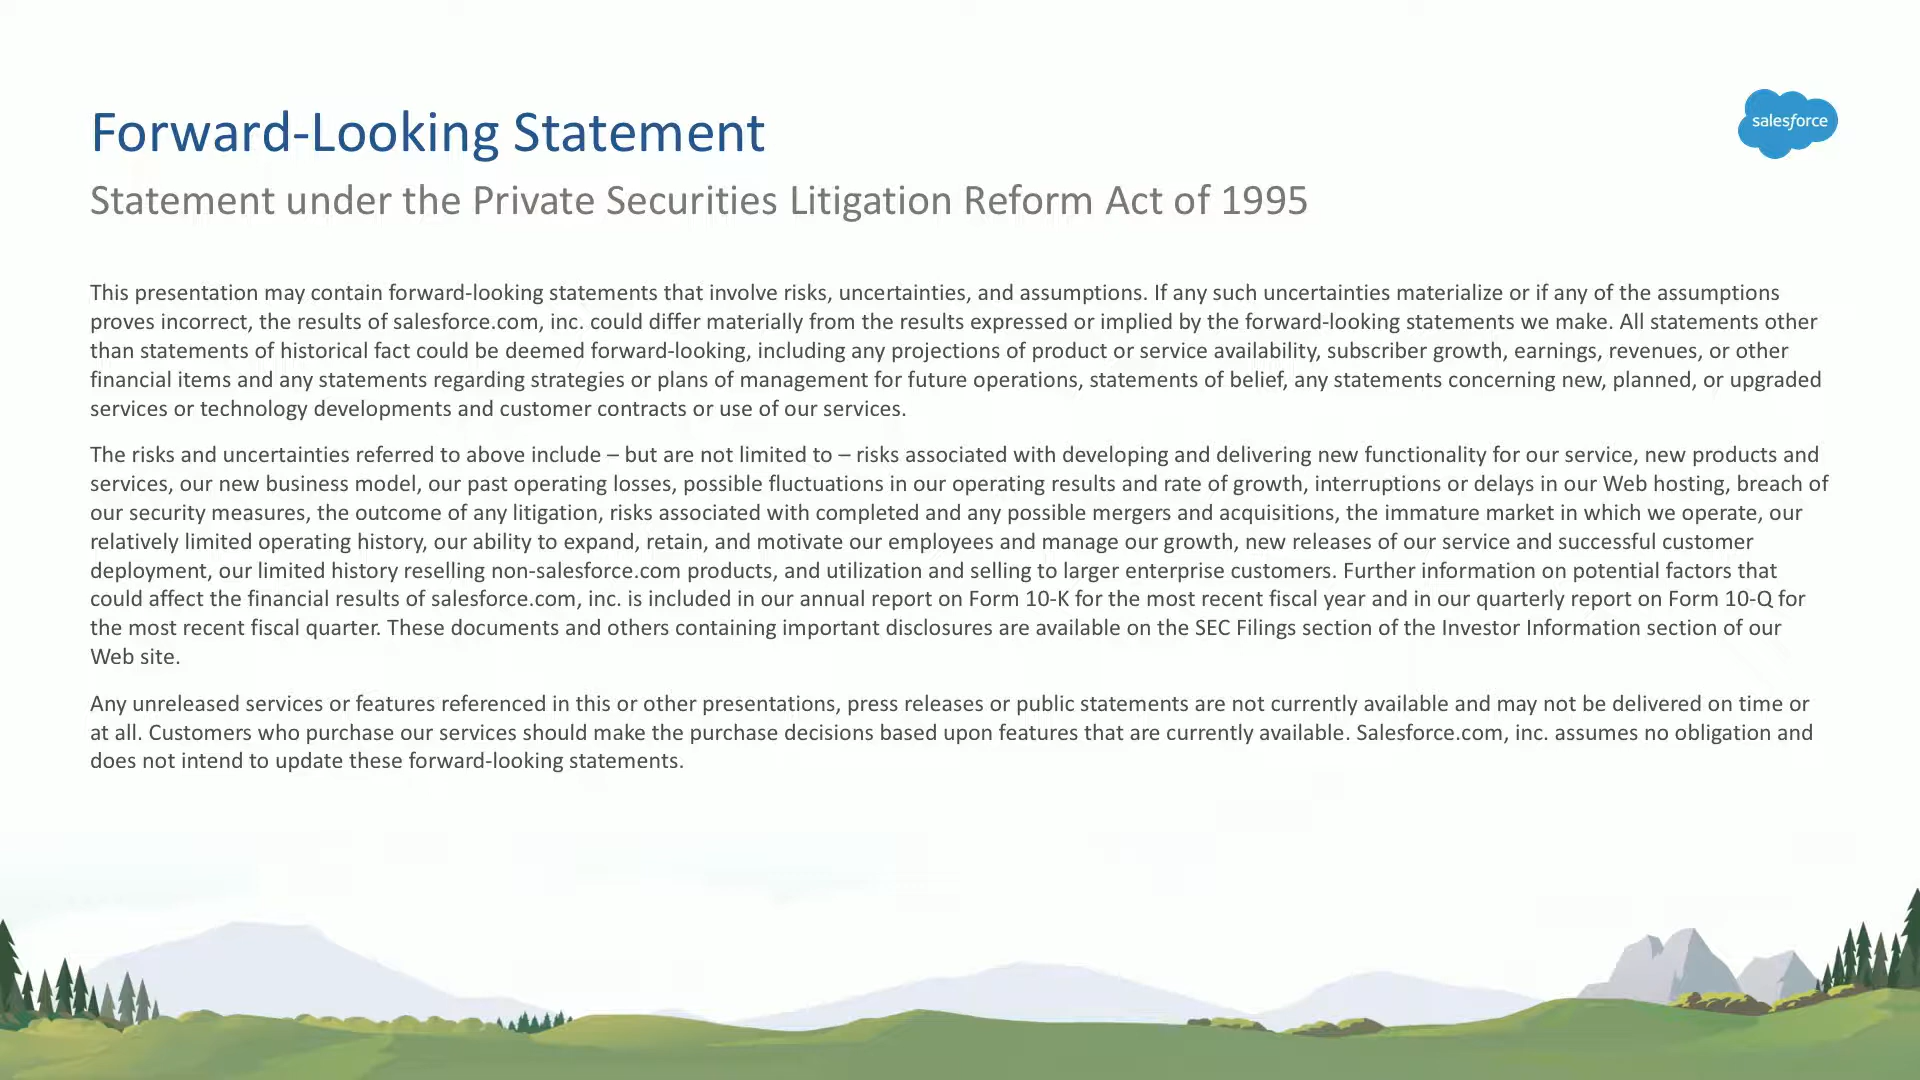 Forward-Looking Statement
salesforce
Statement under the Private Securities Litigation Reform Act of 1995
This presentation may contain forward-looking statements that involve risks, uncertainties, and assumptions. If any such uncertainties materialize or if any of the assumptions
proves incorrect, the results of salesforce.com, inc. could differ materially from the results expressed or implied by the forward-looking statements we make. All statements other
than statements of historical fact could be deemed forward-looking, including any projections of product or service availability, subscriber growth, earnings, revenues, or other
financial items and any statements regarding strategies or plans of management for future operations, statements of belief, any statements concerning new, planned, or upgraded
services or technology developments and customer contracts or use of our services.
The risks and uncertainties referred to above include – but are not limited to – risks associated with developing and delivering new functionality for our service, new products and
services, our new business model, our past operating losses, possible fluctuations in our operating results and rate of growth, interruptions or delays in our Web hosting, breach of
our security measures, the outcome of any litigation, risks associated with completed and any possible mergers and acquisitions, the immature market in which we operate, our
relatively limited operating history, our ability to expand, retain, and motivate our employees and manage our growth, new releases of our service and successful customer
deployment, our limited history reselling non-salesforce.com products, and utilization and selling to larger enterprise customers. Further information on potential factors that
could affect the financial results of salesforce.com, inc. is included in our annual report on Form 10-K for the most recent fiscal year and in our quarterly report on Form 10-Q for
the most recent fiscal quarter. These documents and others containing important disclosures are available on the SEC Filings section of the Investor Information section of our
Web site.
Any unreleased services or features referenced in this or other presentations, press releases or public statements are not currently available and may not be delivered on time or
at all. Customers who purchase our services should make the purchase decisions based upon features that are currently available. Salesforce.com, inc. assumes no obligation and
does not intend to update these forward-looking statements.